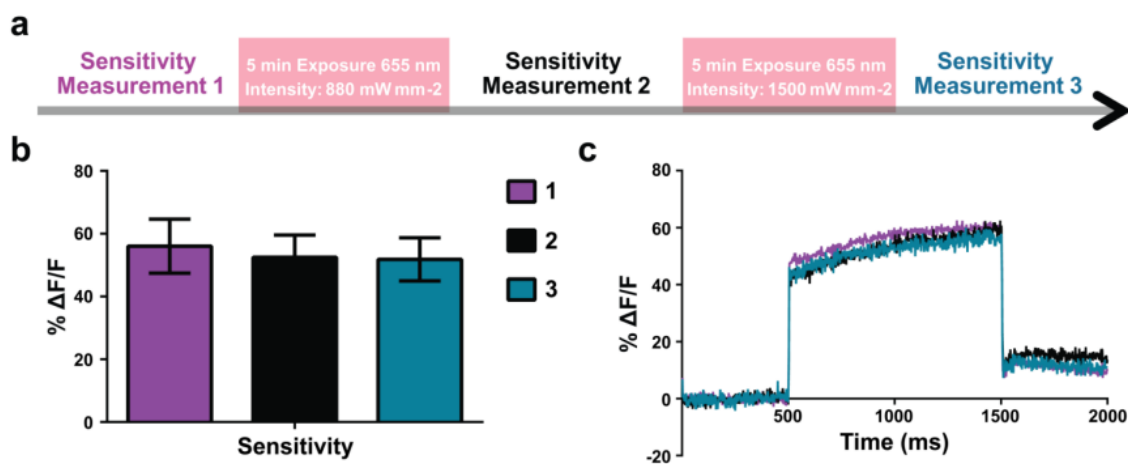 a
Sensitivity
Measurement 1
5 min Exposure 655 nm
Intensity: 880 mW mm-2
Sensitivity
Measurement 2
5 min Exposure 655 nm
Intensity: 1500 mW mm-2
Sensitivity
Measurement 3
b
% ΔF/F
80
60
40
20
0
Sensitivity
1
2
3
c
% ΔF/F
80
60
40
20
0
-20
500
1000
1500
2000
Time (ms)